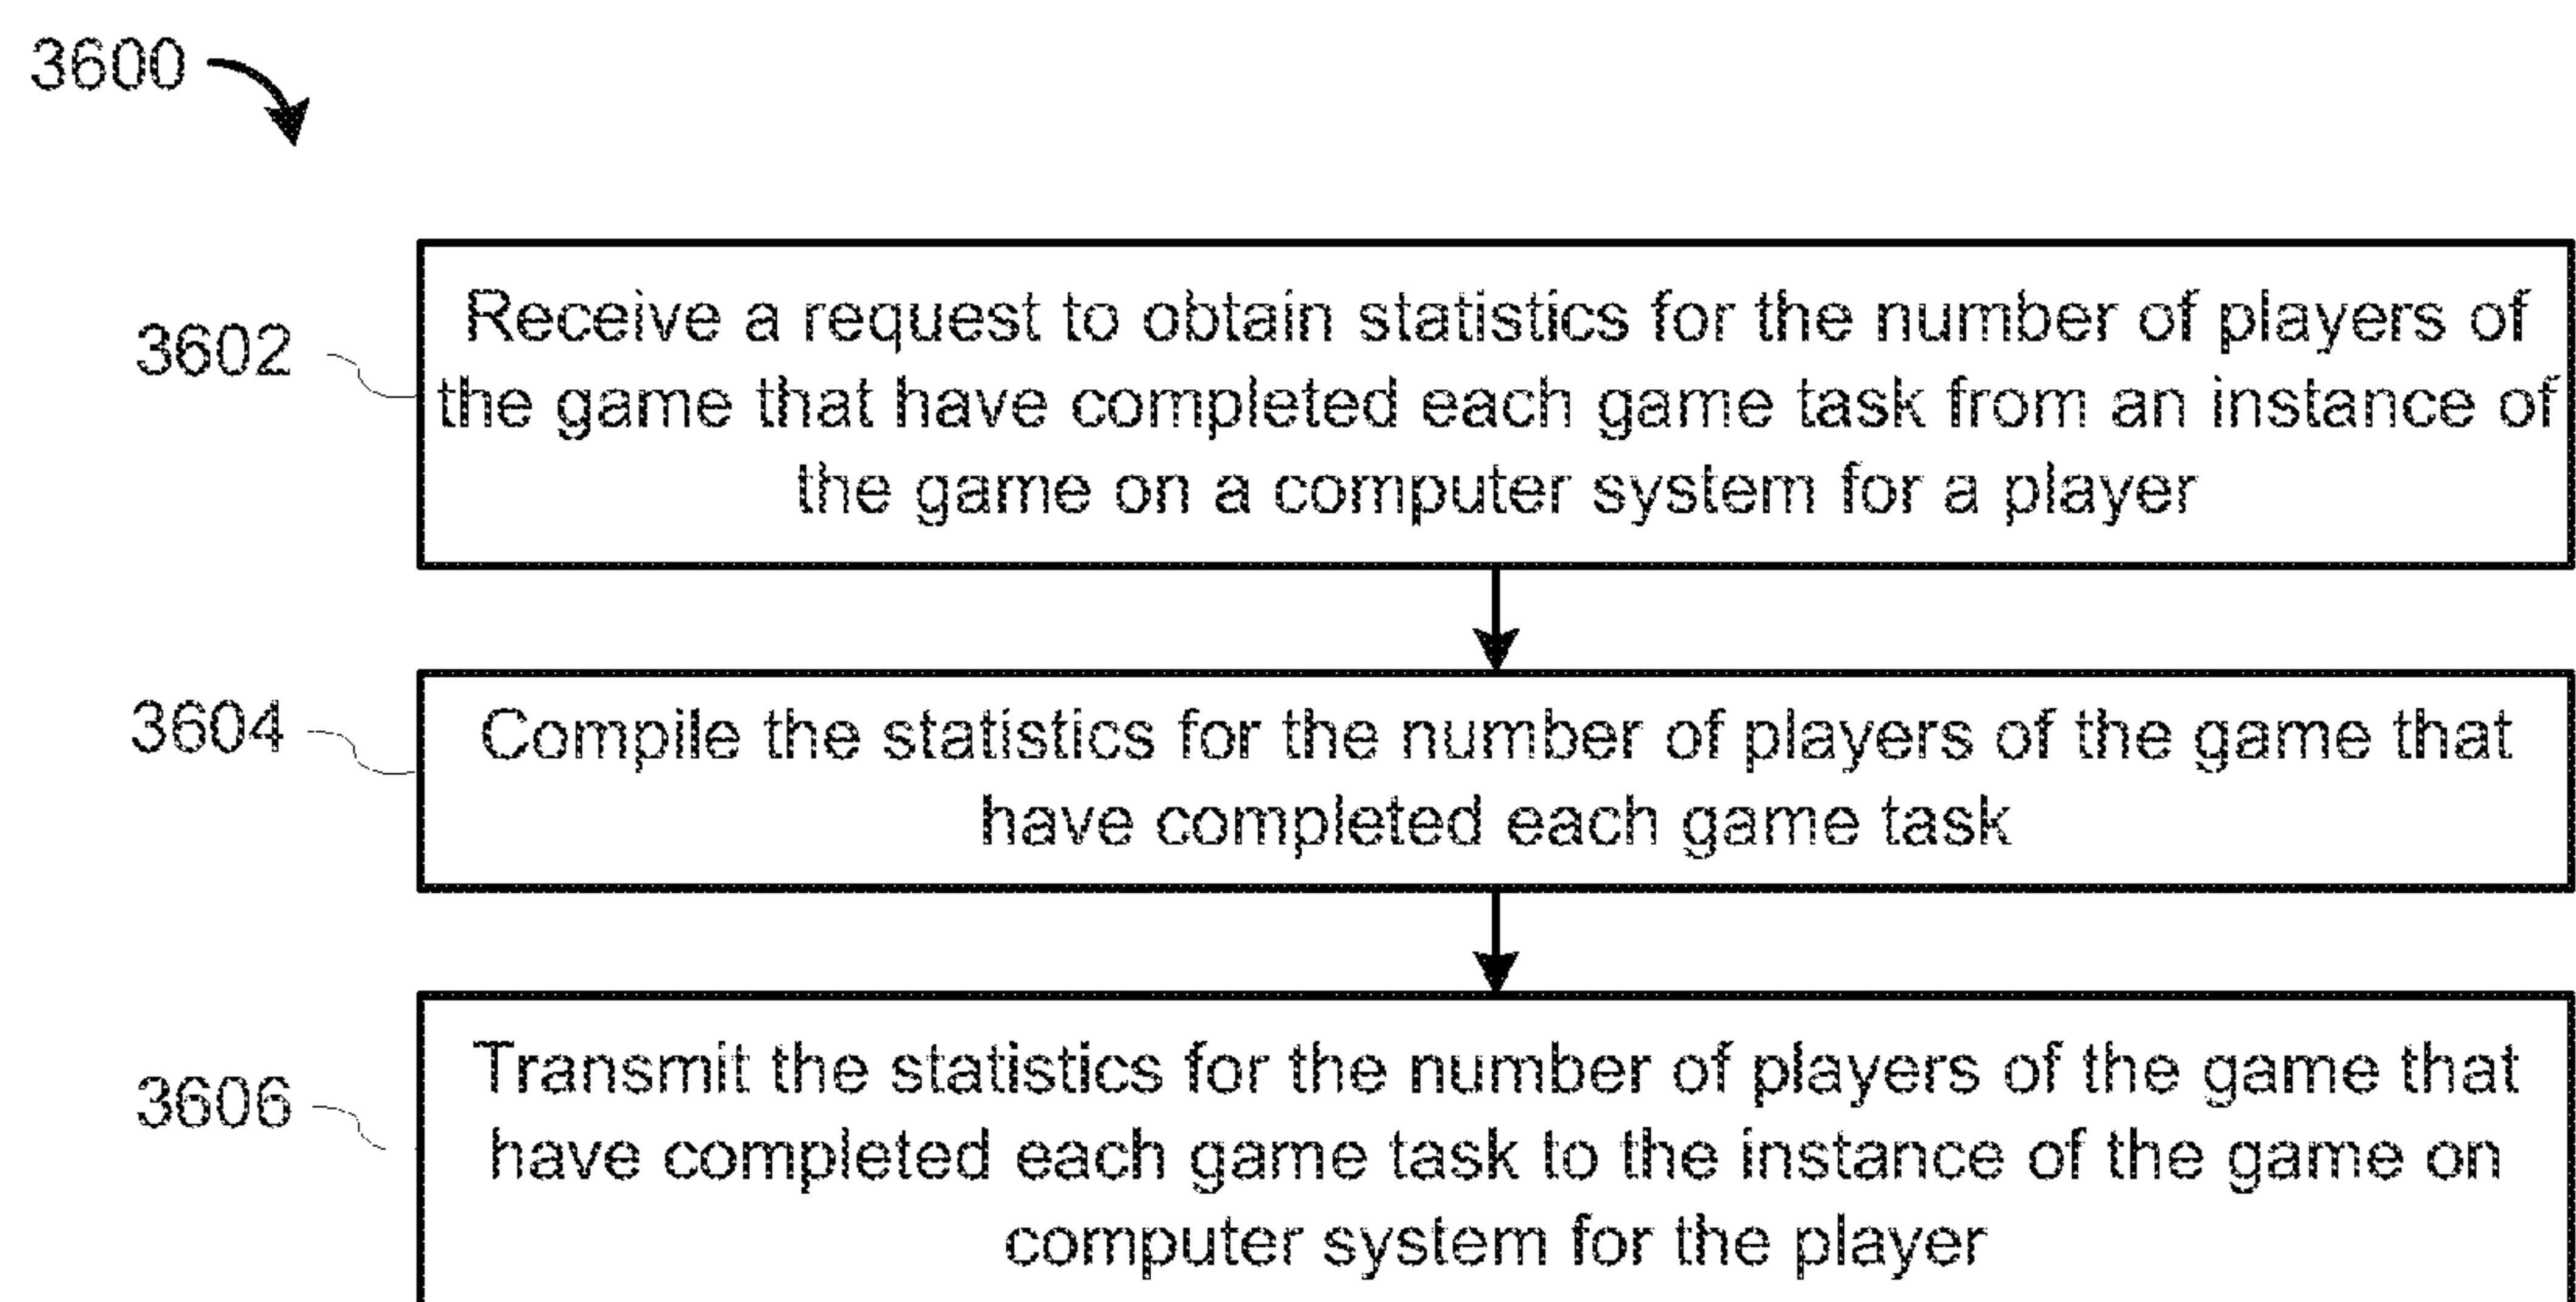 3600
3602
Receive a request to obtain statistics for the number of players of
the game that have completed each game task from an instance of
the game on a computer system for a player
3604
Compile the statistics for the number of players of the game that
have completed each game task
3606
Transmit the statistics for the number of players of the game that
have completed each game task to the instance of the game on
computer system for the player